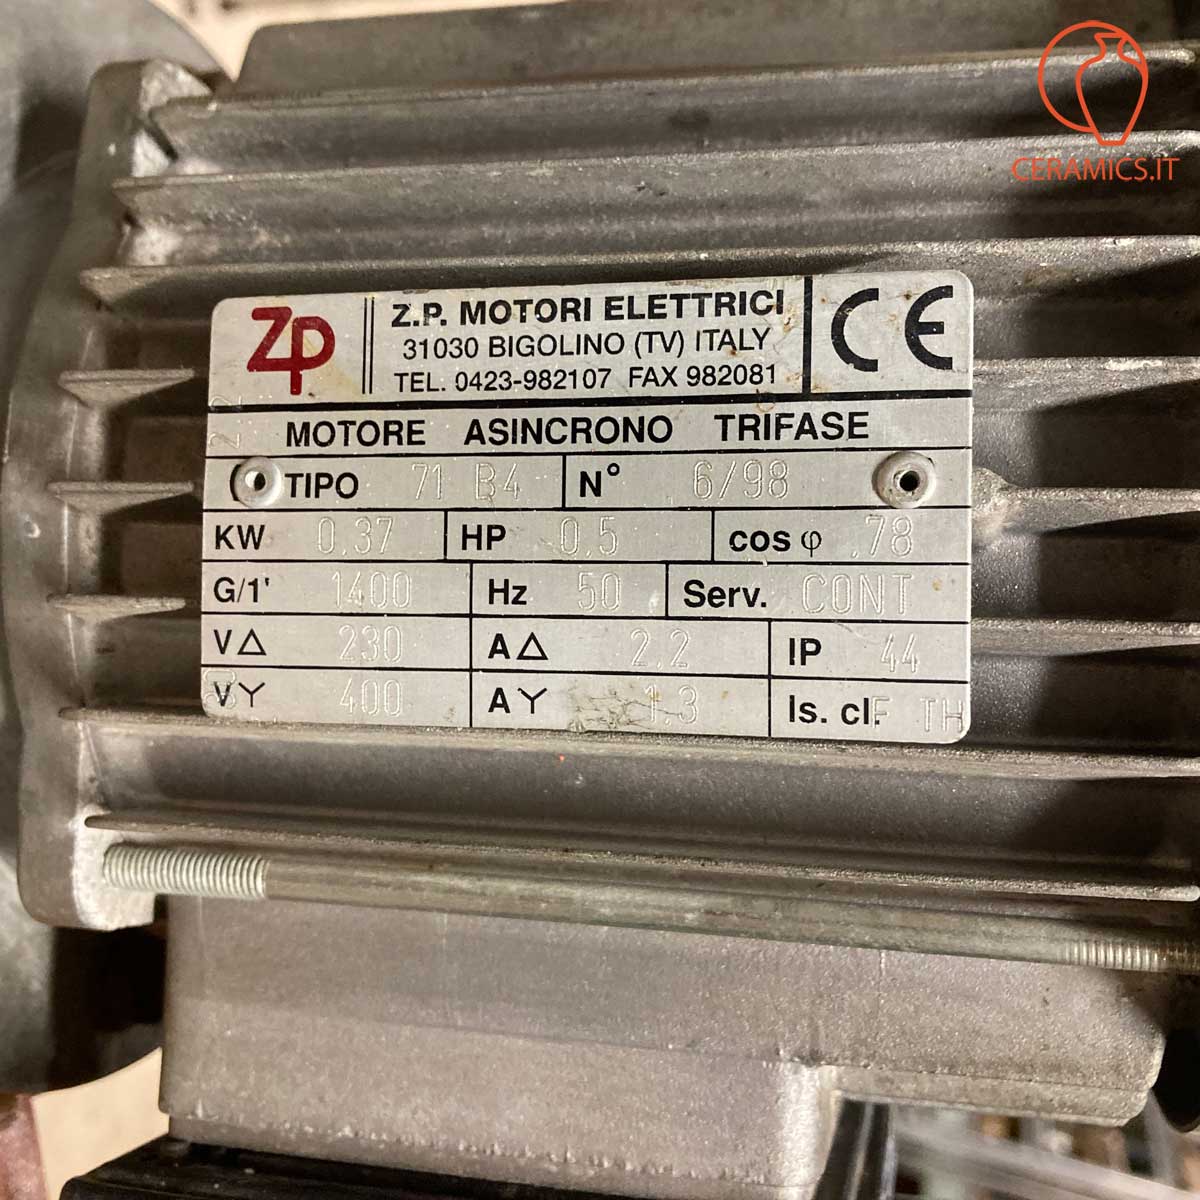 CERAMICS.IT
ZP
Z.P. MOTORI ELETTRICI
31030 BIGOLINO (TV) ITALY
TEL. 0423-982107 FAX 982081
CE
MOTORE ASINCRONO TRIFASE
TIPO 71 B4 N° 6/98
KW 0,37 HP 0,5 cos φ .78
G/1' 1400 Hz 50 Serv. CONT
V△ 230 A△ 2,2 IP 44
VY 400 AY 1.3 Is. cl. F TH